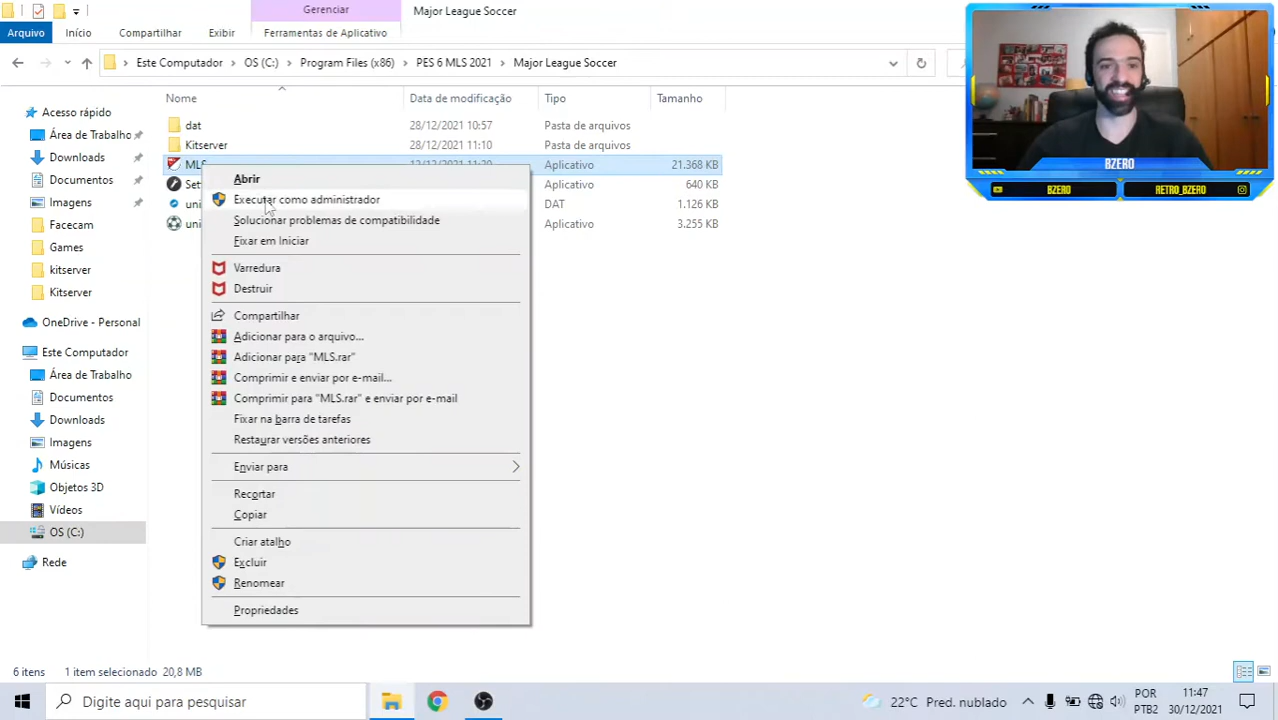 Gerenciar
Major League Soccer
Arquivo
Início
Compartilhar
Exibir
Ferramentas de Aplicativo
Este Computador > OS (C:) > Program Files (x86) > PES 6 MLS 2021 > Major League Soccer
Nome
Data de modificação
Tipo
Tamanho
Acesso rápido
Área de Trabalho
Downloads
Documentos
Imagens
Facecam
Games
kitserver
Kitserver
OneDrive - Personal
Este Computador
Área de Trabalho
Documentos
Downloads
Imagens
Músicas
Objetos 3D
Vídeos
OS (C:)
Rede
dat 28/12/2021 10:57 Pasta de arquivos
Kitserver 28/12/2021 11:10 Pasta de arquivos
MLS Aplicativo 21.368 KB
Set Aplicativo 640 KB
uni DAT 1.126 KB
uni Aplicativo 3.255 KB
Abrir
Executar como administrador
Solucionar problemas de compatibilidade
Fixar em Iniciar
Varredura
Destruir
Compartilhar
Adicionar para o arquivo...
Adicionar para "MLS.rar"
Comprimir e enviar por e-mail...
Comprimir para "MLS.rar" e enviar por e-mail
Fixar na barra de tarefas
Restaurar versões anteriores
Enviar para
Recortar
Copiar
Criar atalho
Excluir
Renomear
Propriedades
BZERO
BZERO
RETRO_BZERO
6 itens
1 item selecionado 20,8 MB
Digite aqui para pesquisar
22°C Pred. nublado
POR
PTB2
11:47
30/12/2021